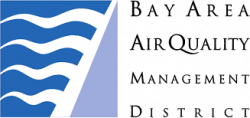 BAY AREA
AIR QUALITY
MANAGEMENT
DISTRICT